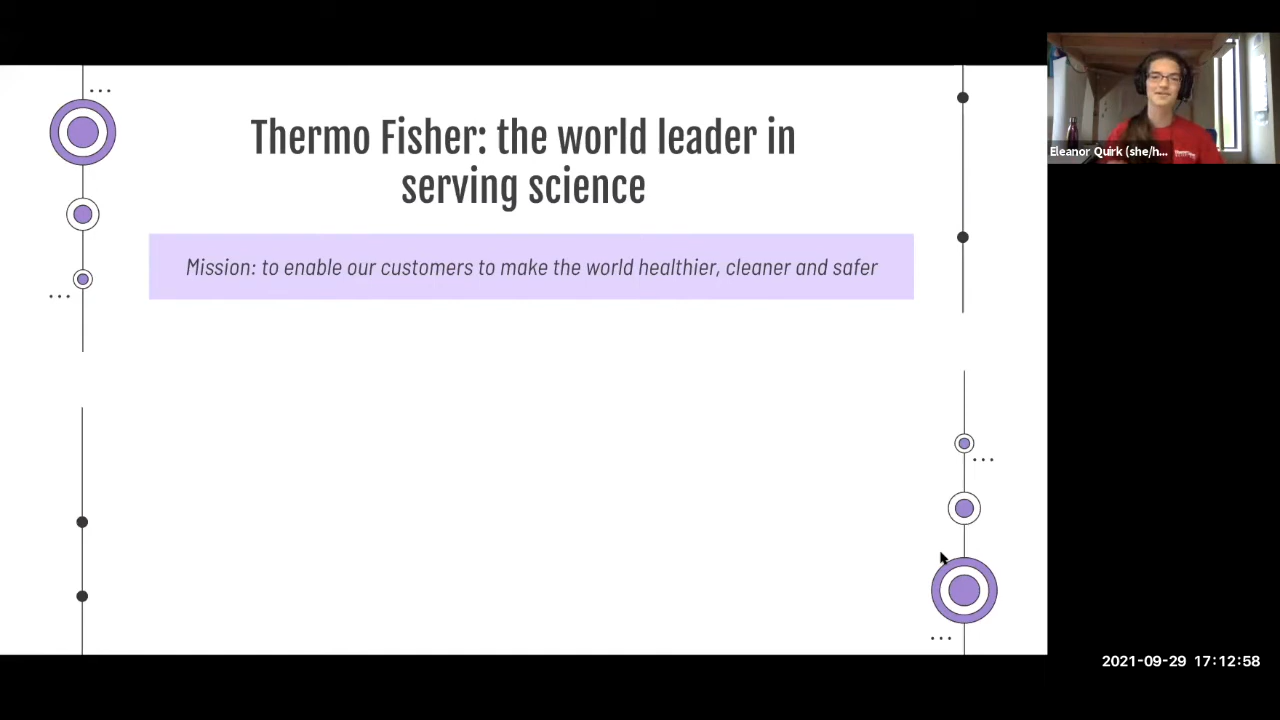 Thermo Fisher: the world leader in
serving science
Mission: to enable our customers to make the world healthier, cleaner and safer
Eleanor Quirk (she/h...
2021-09-29 17:12:58